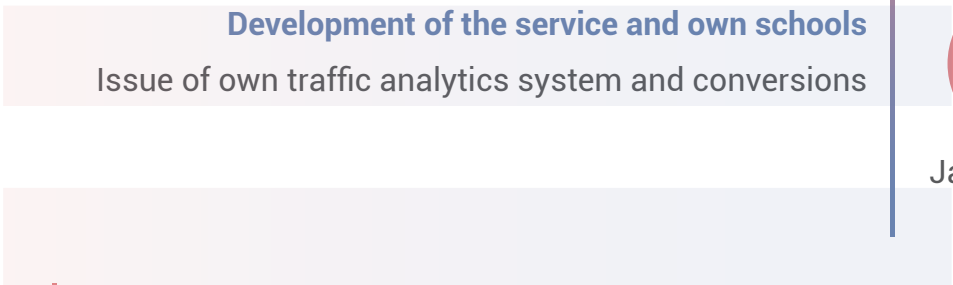 Development of the service and own schools
Issue of own traffic analytics system and conversions